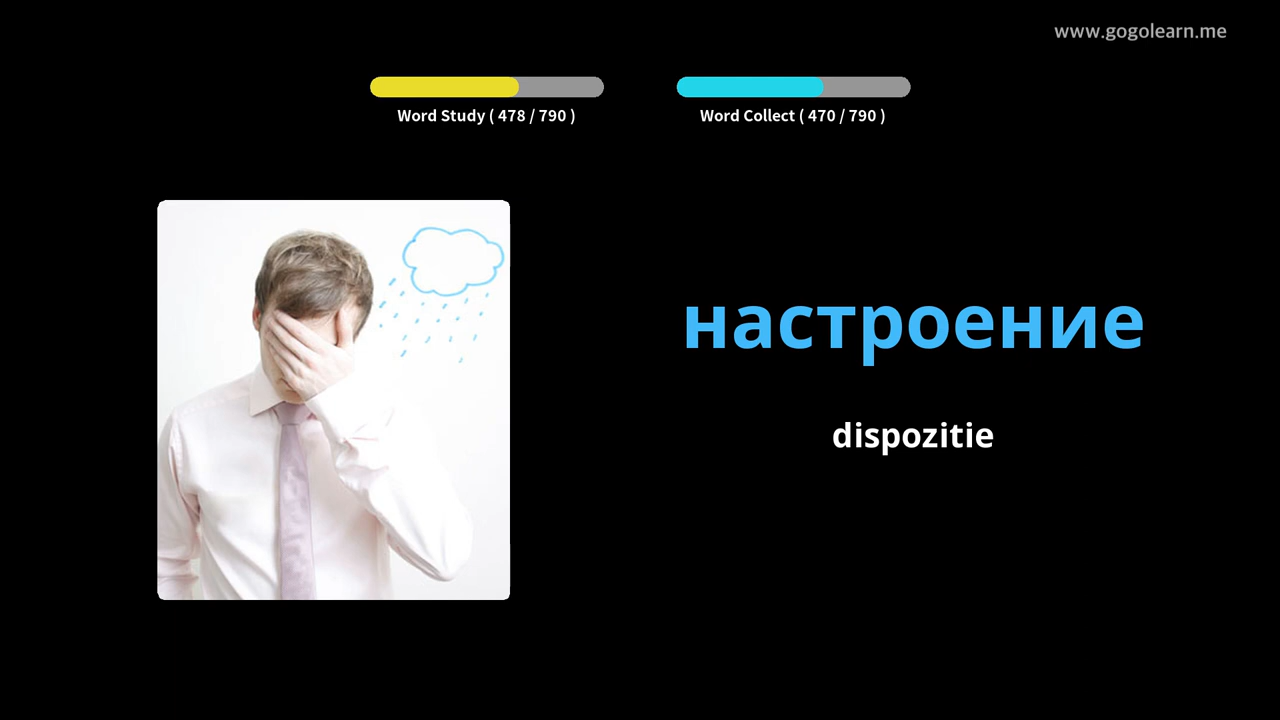 www.gogolearn.me
Word Study ( 478 / 790 )
Word Collect ( 470 / 790 )
настроение
dispozitie